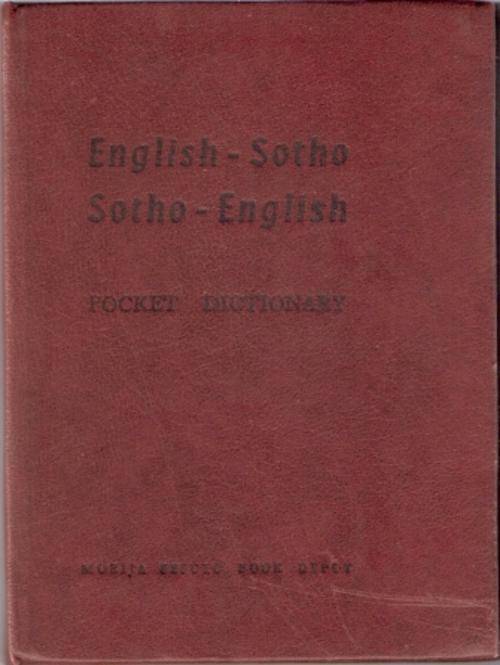 English - Sotho
Sotho - English
POCKET DICTIONARY
MORIJA SESUTO BOOK DEPOT